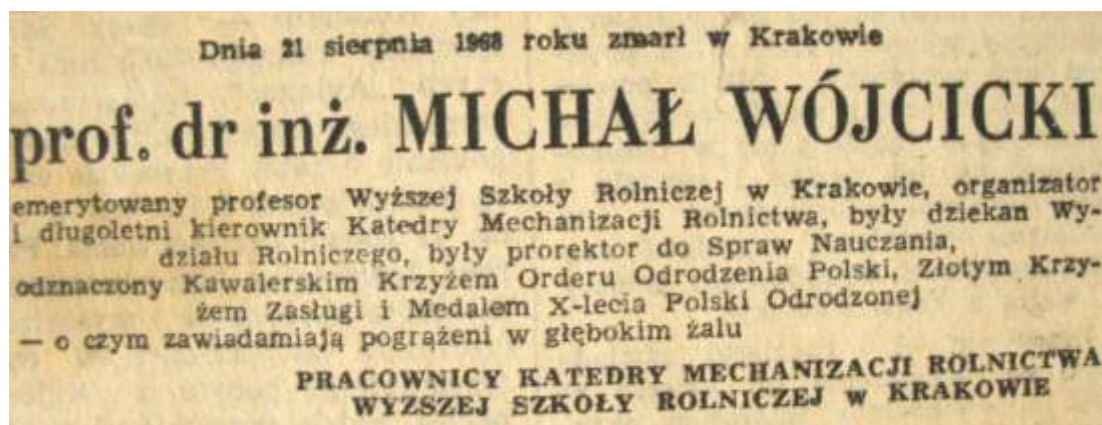 Dnia 21 sierpnia 1968 roku zmarł w Krakowie
prof. dr inż. MICHAŁ WÓJCICKI
emerytowany profesor Wyższej Szkoły Rolniczej w Krakowie, organizator
i długoletni kierownik Katedry Mechanizacji Rolnictwa, były dziekan Wy-
działu Rolniczego, były prorektor do Spraw Nauczania,
odznaczony Kawalerskim Krzyżem Orderu Odrodzenia Polski, Złotym Krzy-
żem Zasługi i Medalem X-lecia Polski Odrodzonej
— o czym zawiadamiają pogrążeni w głębokim żalu
PRACOWNICY KATEDRY MECHANIZACJI ROLNICTWA
WYZSZEJ SZKOŁY ROLNICZEJ w KRAKOWIE